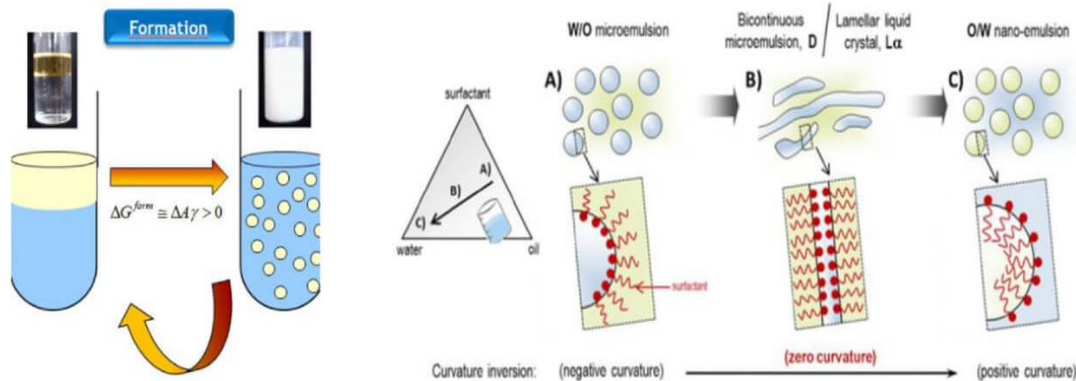 Formation
ΔG^form ≅ ΔAγ > 0
surfactant
A)
B)
C)
water
oil
W/O microemulsion
Bicontinuous
microemulsion, D
Lamellar liquid
crystal, Lα
O/W nano-emulsion
A)
B)
C)
surfactant
Curvature inversion:
(negative curvature)
(zero curvature)
(positive curvature)